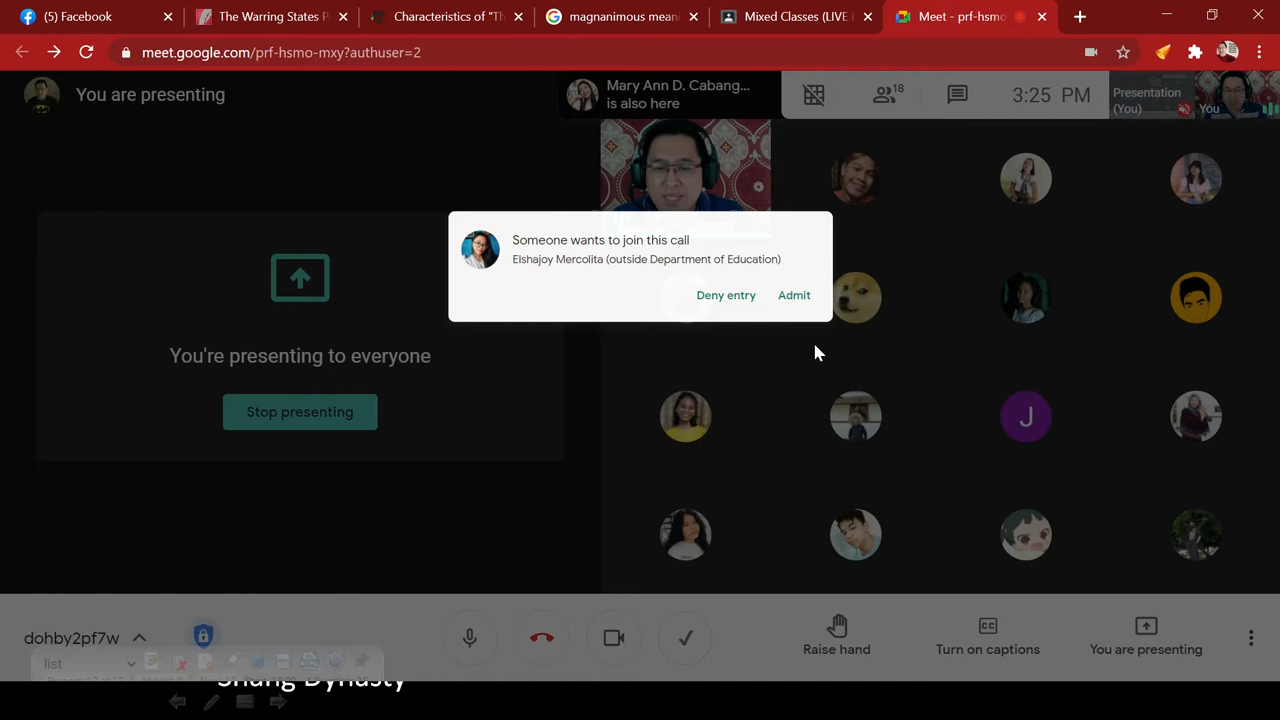 (5) Facebook
The Warring States P
Characteristics of "Th
magnanimous meani
Mixed Classes (LIVE
Meet - prf-hsmo
meet.google.com/prf-hsmo-mxy?authuser=2
You are presenting
Mary Ann D. Cabang...
is also here
18
3:25 PM
Presentation
(You)
You
Someone wants to join this call
Elshajoy Mercolita (outside Department of Education)
Deny entry
Admit
You're presenting to everyone
Stop presenting
J
dohby2pf7w
Raise hand
CC
Turn on captions
You are presenting
list
HTML
Shang Dynasty